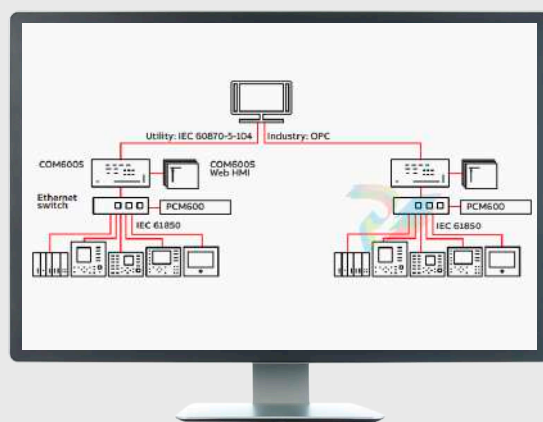 Utility: IEC 60870-5-104
Industry: OPC
COM600S
COM600S
Web HMI
Ethernet
switch
PCM600
IEC 61850
PCM600
IEC 61850